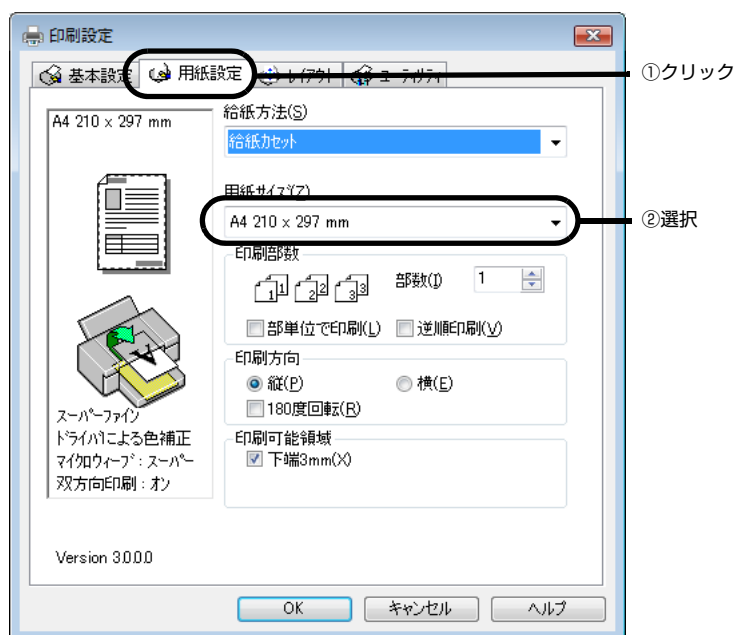 印刷設定
基本設定 用紙設定 レイアウト ユーティリティ
①クリック
A4 210 x 297 mm
給紙方法(S)
給紙カセット
用紙サイズ(Z)
A4 210 x 297 mm
②選択
印刷部数
1 1 2 2 3 3
部数(I) 1
部単位で印刷(L) 逆順印刷(V)
印刷方向
縦(P) 横(E)
180度回転(R)
印刷可能領域
下端3mm(X)
A
スーパーファイン
ドライバによる色補正
マイクロウィーブ:スーパー
双方向印刷:オン
Version 3.0.0.0
OK キャンセル ヘルプ